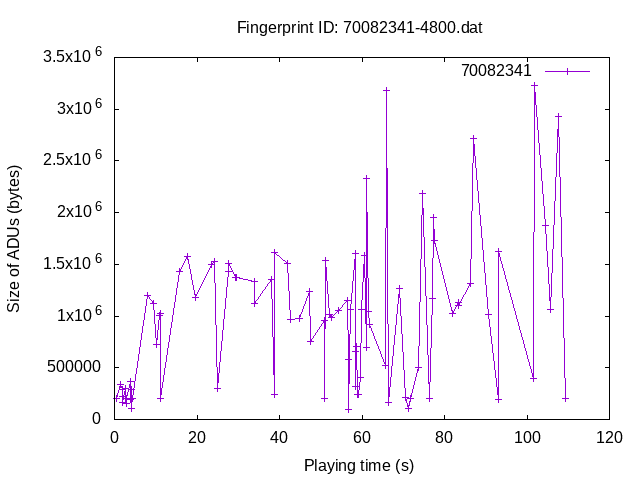 Fingerprint ID: 70082341-4800.dat
3.5x10^6
70082341
3x10^6
2.5x10^6
2x10^6
1.5x10^6
1x10^6
500000
0
Size of ADUs (bytes)
0 20 40 60 80 100 120
Playing time (s)